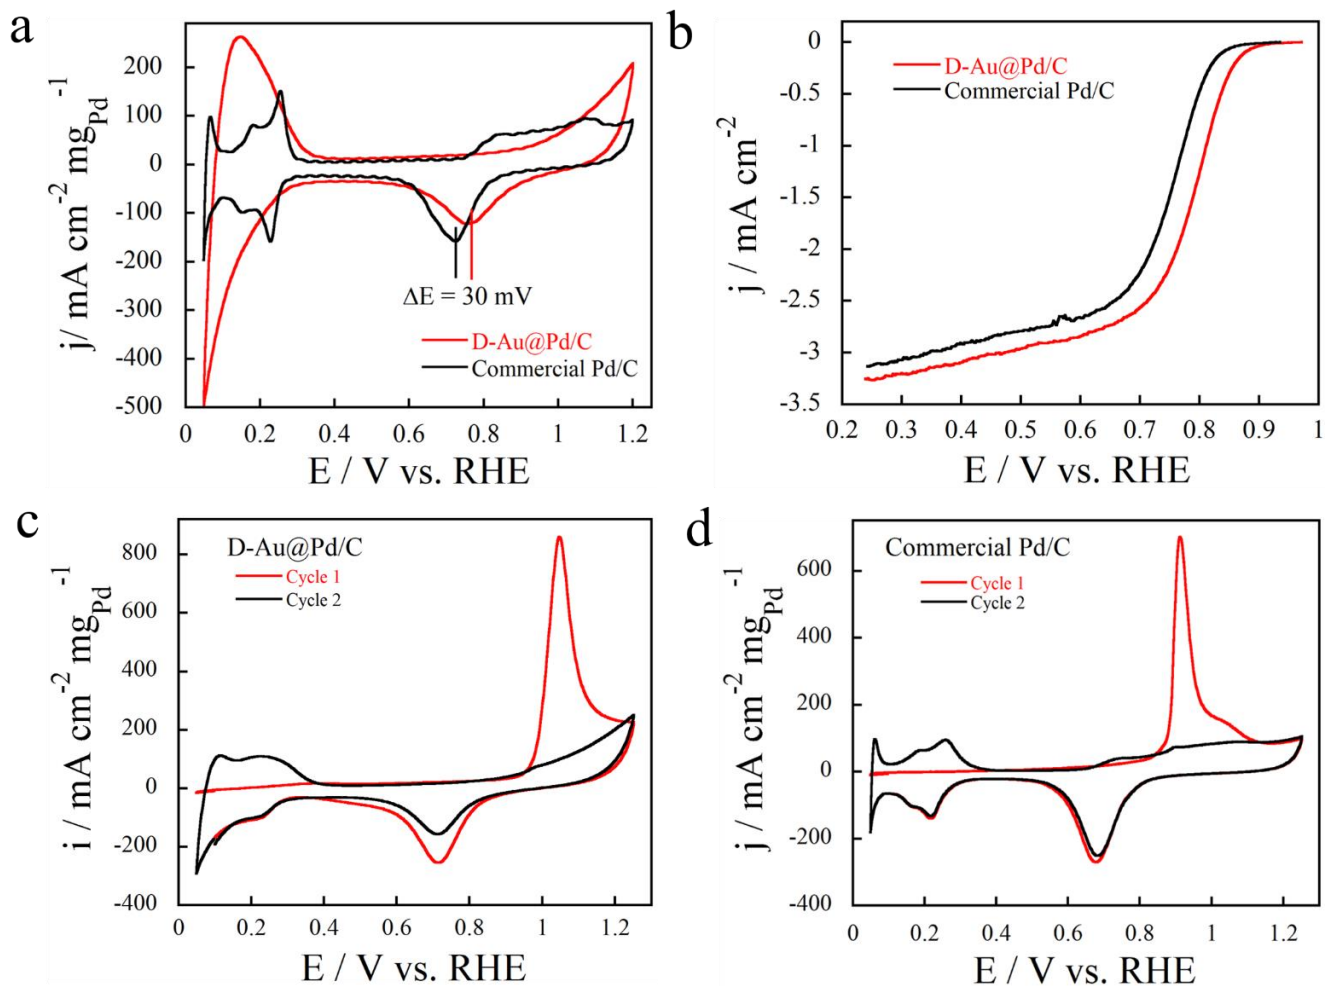 a
j/ mA cm-2 mgPd-1
200
100
0
-100
-200
-300
-400
-500
ΔE = 30 mV
D-Au@Pd/C
Commercial Pd/C
0 0.2 0.4 0.6 0.8 1 1.2
E / V vs. RHE
b
j / mA cm-2
0
-0.5
-1
-1.5
-2
-2.5
-3
-3.5
D-Au@Pd/C
Commercial Pd/C
0.2 0.3 0.4 0.5 0.6 0.7 0.8 0.9 1
E / V vs. RHE
c
i / mA cm-2 mgPd-1
800
600
400
200
0
-200
-400
D-Au@Pd/C
Cycle 1
Cycle 2
0 0.2 0.4 0.6 0.8 1 1.2
E / V vs. RHE
d
j / mA cm-2 mgPd-1
600
400
200
0
-200
-400
Commercial Pd/C
Cycle 1
Cycle 2
0 0.2 0.4 0.6 0.8 1 1.2
E / V vs. RHE